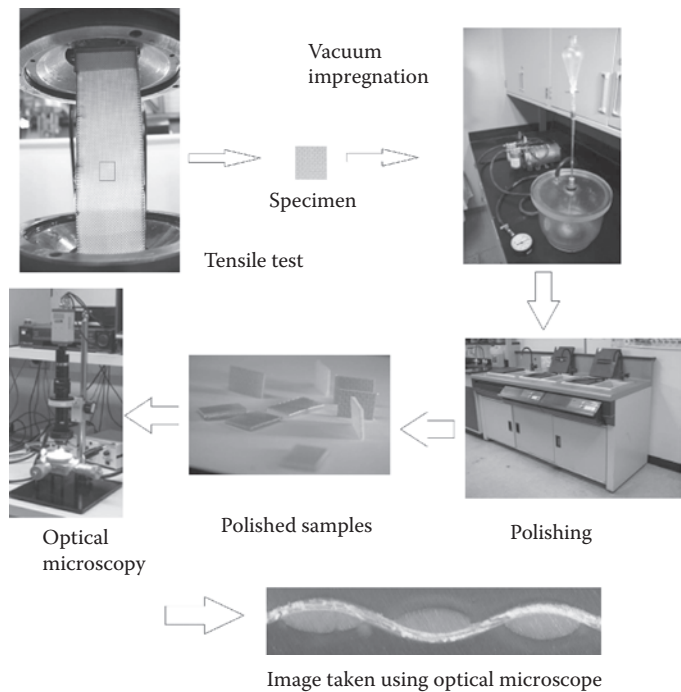 Vacuum
impregnation
Specimen
Tensile test
Optical
microscopy
Polished samples
Polishing
Image taken using optical microscope